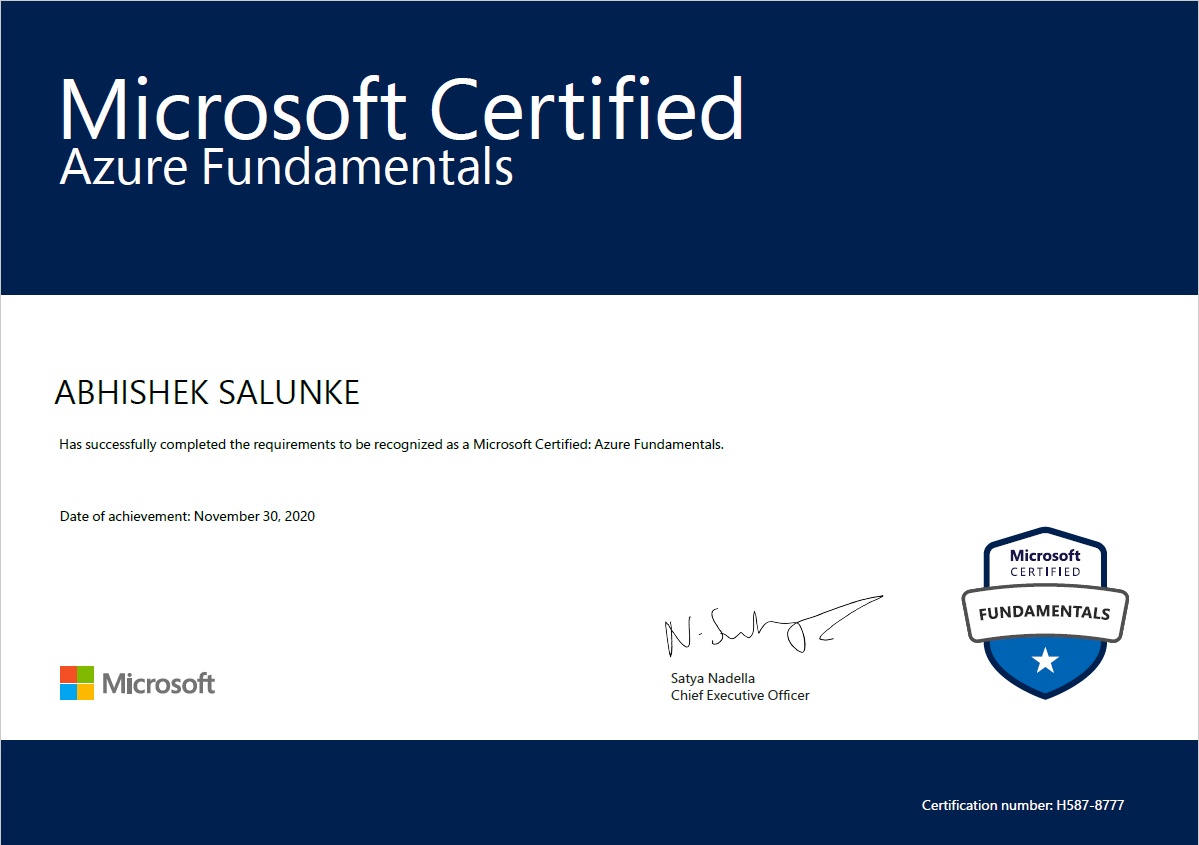 Microsoft Certified
Azure Fundamentals
ABHISHEK SALUNKE
Has successfully completed the requirements to be recognized as a Microsoft Certified: Azure Fundamentals.
Date of achievement: November 30, 2020
Microsoft
CERTIFIED
FUNDAMENTALS
Satya Nadella
Chief Executive Officer
Microsoft
Certification number: H587-8777